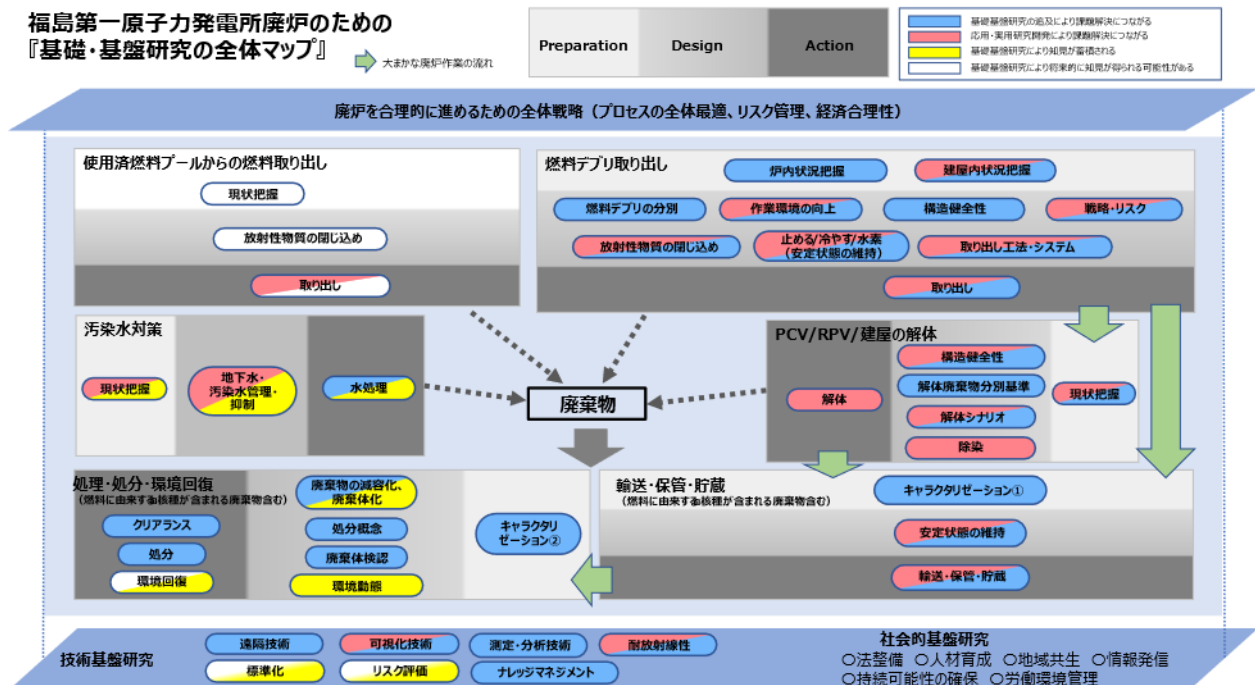 福島第一原子力発電所廃炉のための
『基礎・基盤研究の全体マップ』
大まかな廃炉作業の流れ
Preparation
Design
Action
基礎基盤研究の追及により課題解決につながる
応用・実用研究開発により課題解決につながる
基礎基盤研究により知見が蓄積される
基礎基盤研究により将来的に知見が得られる可能性がある
廃炉を合理的に進めるための全体戦略（プロセスの全体最適、リスク管理、経済合理性）
使用済燃料プールからの燃料取り出し
現状把握
放射性物質の閉じ込め
取り出し
燃料デブリ取り出し
炉内状況把握
建屋内状況把握
燃料デブリの分別
作業環境の向上
構造健全性
戦略・リスク
放射性物質の閉じ込め
止める/冷やす/水素
（安定状態の維持）
取り出し工法・システム
取り出し
汚染水対策
現状把握
地下水・
汚染水管理・
抑制
水処理
廃棄物
PCV/RPV/建屋の解体
解体
構造健全性
解体廃棄物分別基準
解体シナリオ
除染
現状把握
処理・処分・環境回復
（燃料に由来するα核種が含まれる廃棄物含む）
クリアランス
処分
環境回復
廃棄物の減容化、
廃棄体化
処分概念
廃棄体検認
環境動態
キャラクタリ
ゼーション②
輸送・保管・貯蔵
（燃料に由来するα核種が含まれる廃棄物含む）
キャラクタリゼーション①
安定状態の維持
輸送・保管・貯蔵
技術基盤研究
遠隔技術
可視化技術
測定・分析技術
耐放射線性
標準化
リスク評価
ナレッジマネジメント
社会的基盤研究
○法整備 ○人材育成 ○地域共生 ○情報発信
○持続可能性の確保 ○労働環境管理